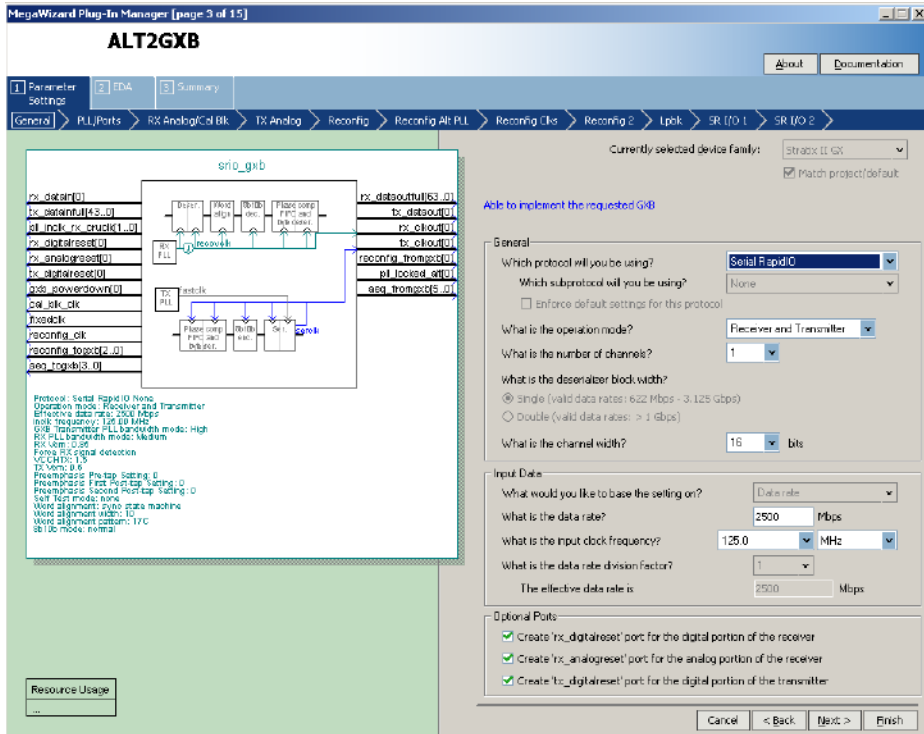 MegaWizard Plug-In Manager [page 3 of 15]
ALT2GXB
About
Documentation
1 Parameter Settings
2 EDA
3 Summary
General
PLL/Ports
RX Analog/Cal Blk
TX Analog
Reconfig
Reconfig Alt PLL
Reconfig Clks
Reconfig 2
Lpbk
SR I/O 1
SR I/O 2
srio_gxb
rx_datain[0]
tx_datainfull[43..0]
pll_inclk_rx_cruclk[1..0]
rx_digitalreset[0]
rx_analogreset[0]
tx_digitalreset[0]
gxb_powerdown[0]
cal_blk_clk
fixedclk
reconfig_clk
reconfig_togxb[2..0]
aeq_togxb[3..0]
Deser.
Word align
8b10b dec.
Phase comp FIFO and byte deser.
RX PLL
recovclk
TX PLL
fastclk
Phase comp FIFO and byte ser.
8b10b enc.
Ser.
rx_dataoutfull[63..0]
tx_dataout[0]
rx_clkout[0]
tx_clkout[0]
reconfig_fromgxb[0]
pll_locked_alt[0]
aeq_fromgxb[5..0]
Protocol: Serial RapidIO None
Operation mode: Receiver and Transmitter
Effective data rate: 2500 Mbps
Inclk frequency: 125.00 MHz
GXB Transmitter PLL bandwidth mode: High
RX PLL bandwidth mode: Medium
RX Vcm: 0.85
Force RX signal detection
VCCHTX: 1.5
TX Vcm: 0.6
Preemphasis Pre-tap Setting: 0
Preemphasis First Post-tap Setting: 0
Preemphasis Second Post-tap Setting: 0
Self Test mode: none
Word alignment: sync state machine
Word alignment width: 10
Word alignment pattern: 17C
8b10b mode: normal
Resource Usage
...
Currently selected device family:
Stratix II GX
Match project/default
Able to implement the requested GXB
General
Which protocol will you be using?
Serial RapidIO
Which subprotocol will you be using?
None
Enforce default settings for this protocol
What is the operation mode?
Receiver and Transmitter
What is the number of channels?
1
What is the deserializer block width?
Single (valid data rates: 622 Mbps - 3.125 Gbps)
Double (valid data rates: > 1 Gbps)
What is the channel width?
16
bits
Input Data
What would you like to base the setting on?
Data rate
What is the data rate?
2500
Mbps
What is the input clock frequency?
125.0
MHz
What is the data rate division factor?
1
The effective data rate is
2500
Mbps
Optional Ports
Create 'rx_digitalreset' port for the digital portion of the receiver
Create 'rx_analogreset' port for the analog portion of the receiver
Create 'tx_digitalreset' port for the digital portion of the transmitter
Cancel
< Back
Next >
Finish